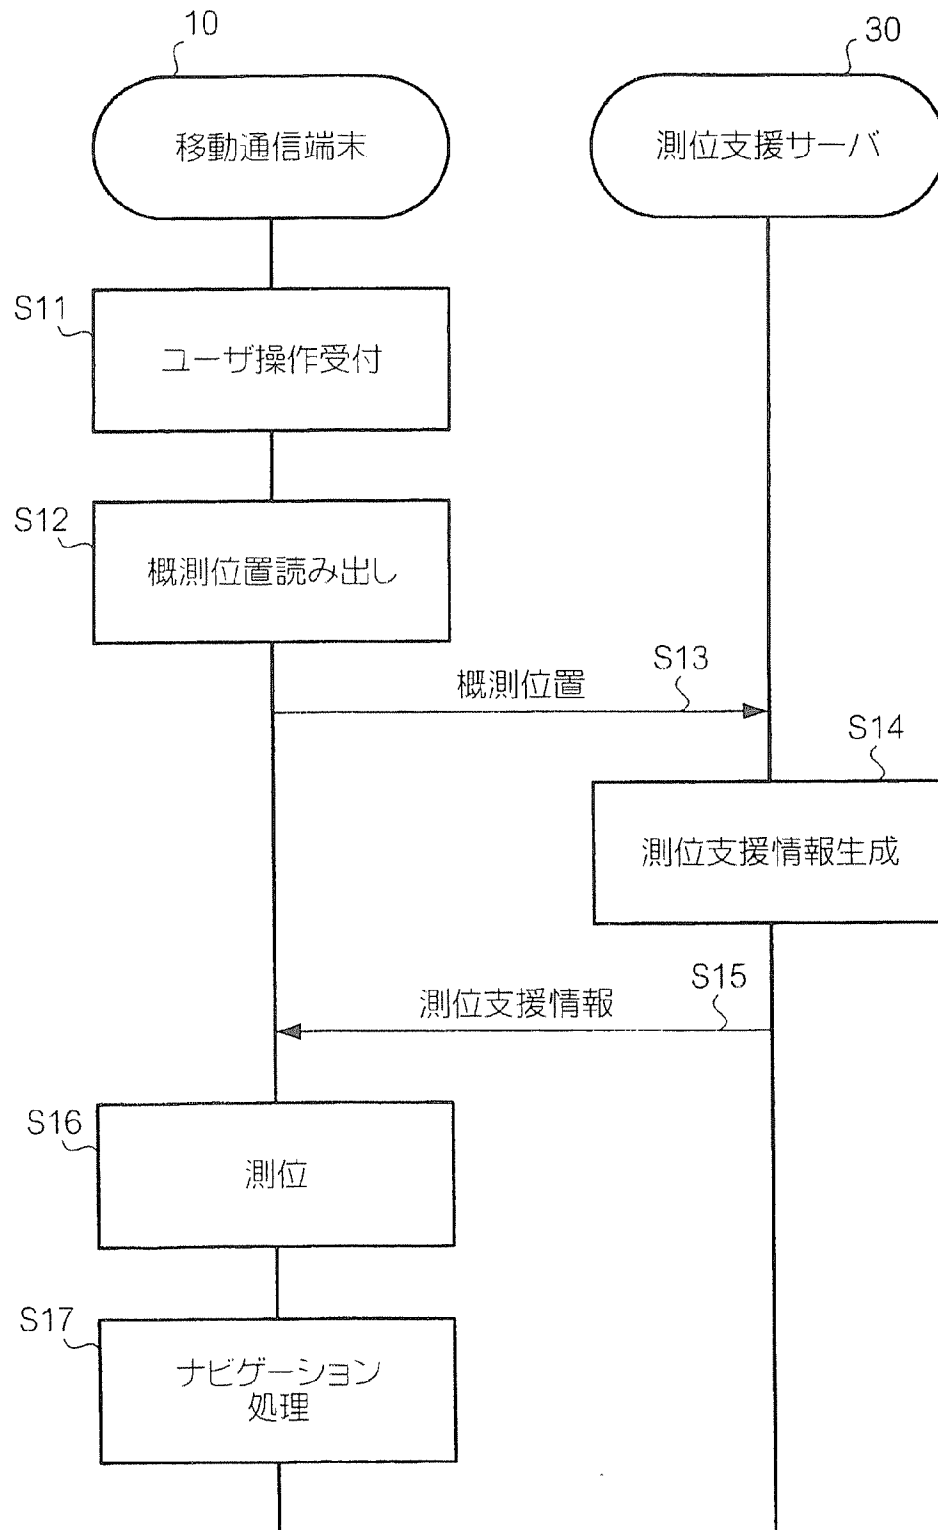 10
30
移動通信端末
測位支援サーバ
S11
ユーザ操作受付
S12
概測位置読み出し
概測位置
S13
S14
測位支援情報生成
測位支援情報
S15
S16
測位
S17
ナビゲーション
処理